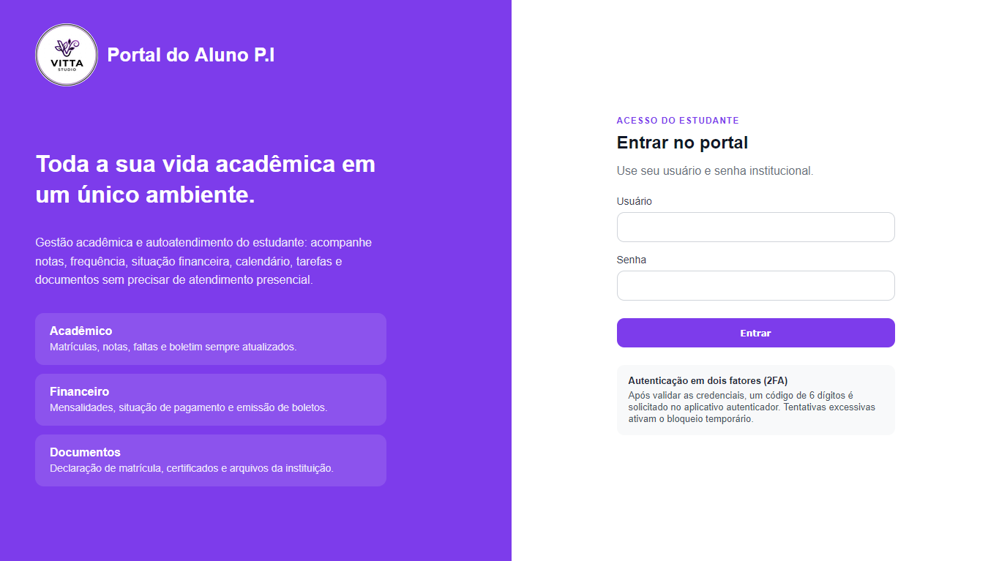 VITTA
STUDIO
Portal do Aluno P.I
Toda a sua vida acadêmica em
um único ambiente.
Gestão acadêmica e autoatendimento do estudante: acompanhe
notas, frequência, situação financeira, calendário, tarefas e
documentos sem precisar de atendimento presencial.
Acadêmico
Matrículas, notas, faltas e boletim sempre atualizados.
Financeiro
Mensalidades, situação de pagamento e emissão de boletos.
Documentos
Declaração de matrícula, certificados e arquivos da instituição.
ACESSO DO ESTUDANTE
Entrar no portal
Use seu usuário e senha institucional.
Usuário
Senha
Entrar
Autenticação em dois fatores (2FA)
Após validar as credenciais, um código de 6 dígitos é
solicitado no aplicativo autenticador. Tentativas excessivas
ativam o bloqueio temporário.